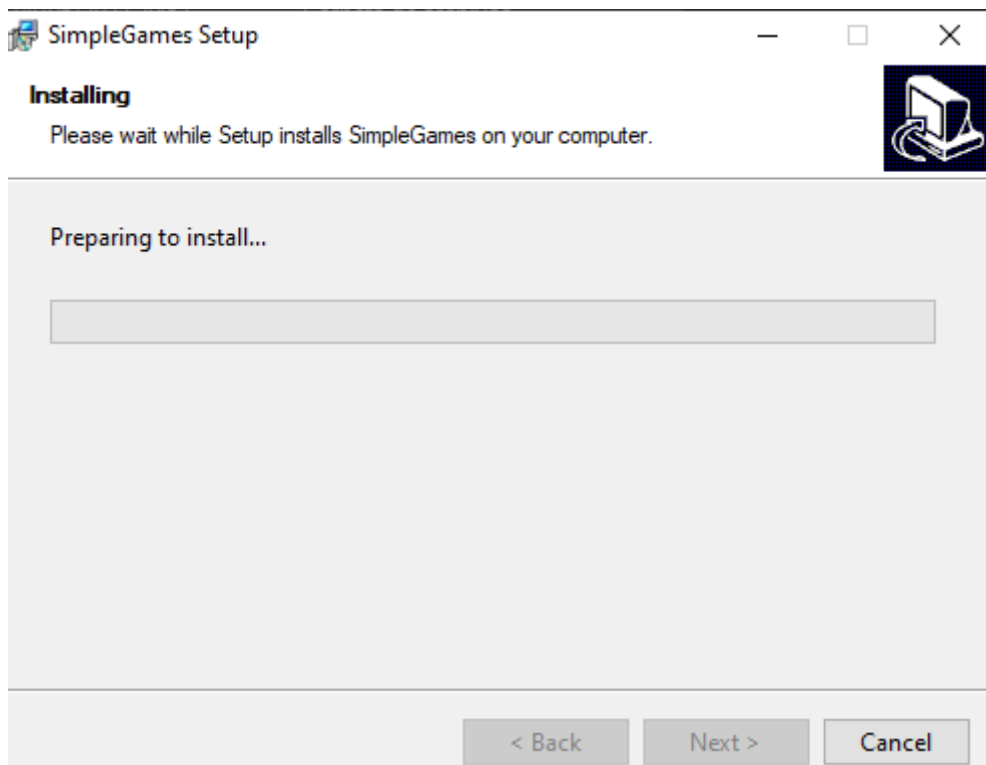 SimpleGames Setup
Installing
Please wait while Setup installs SimpleGames on your computer.
Preparing to install...
< Back Next > Cancel